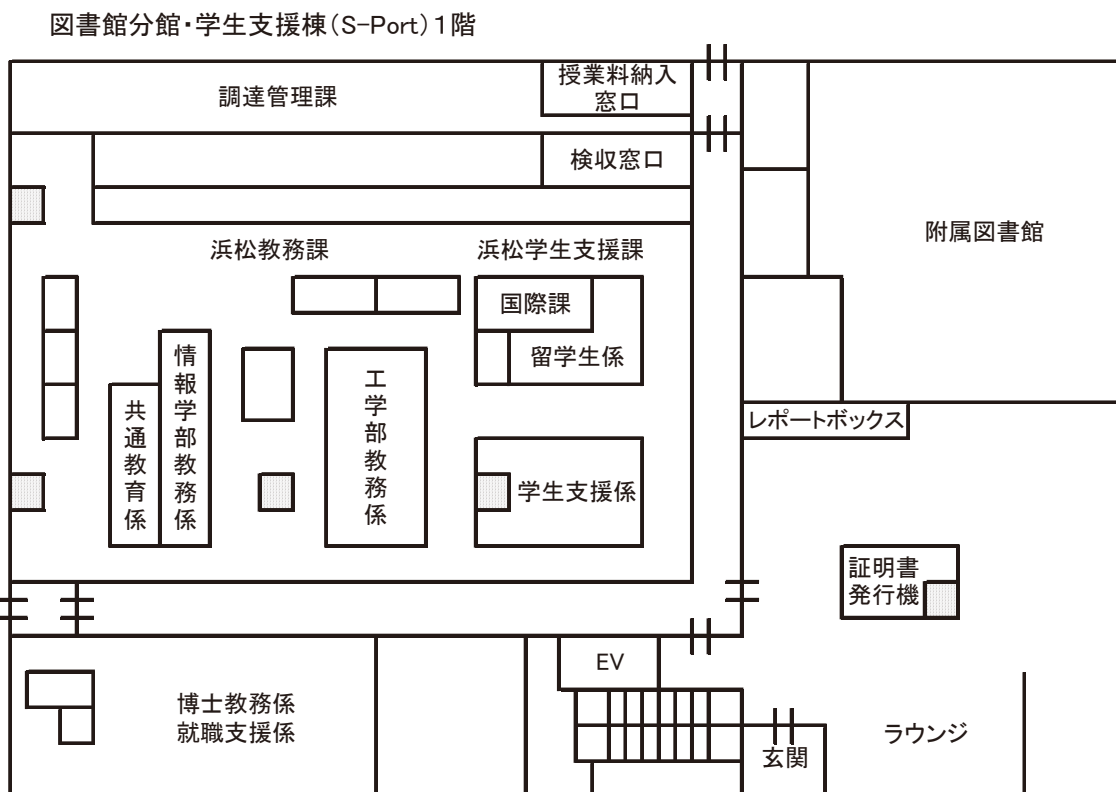 図書館分館・学生支援棟(S-Port)1階
調達管理課
授業料納入
窓口
検収窓口
附属図書館
浜松教務課
浜松学生支援課
国際課
留学生係
情報学部教務係
共通教育係
工学部教務係
学生支援係
レポートボックス
証明書
発行機
EV
博士教務係
就職支援係
玄関
ラウンジ